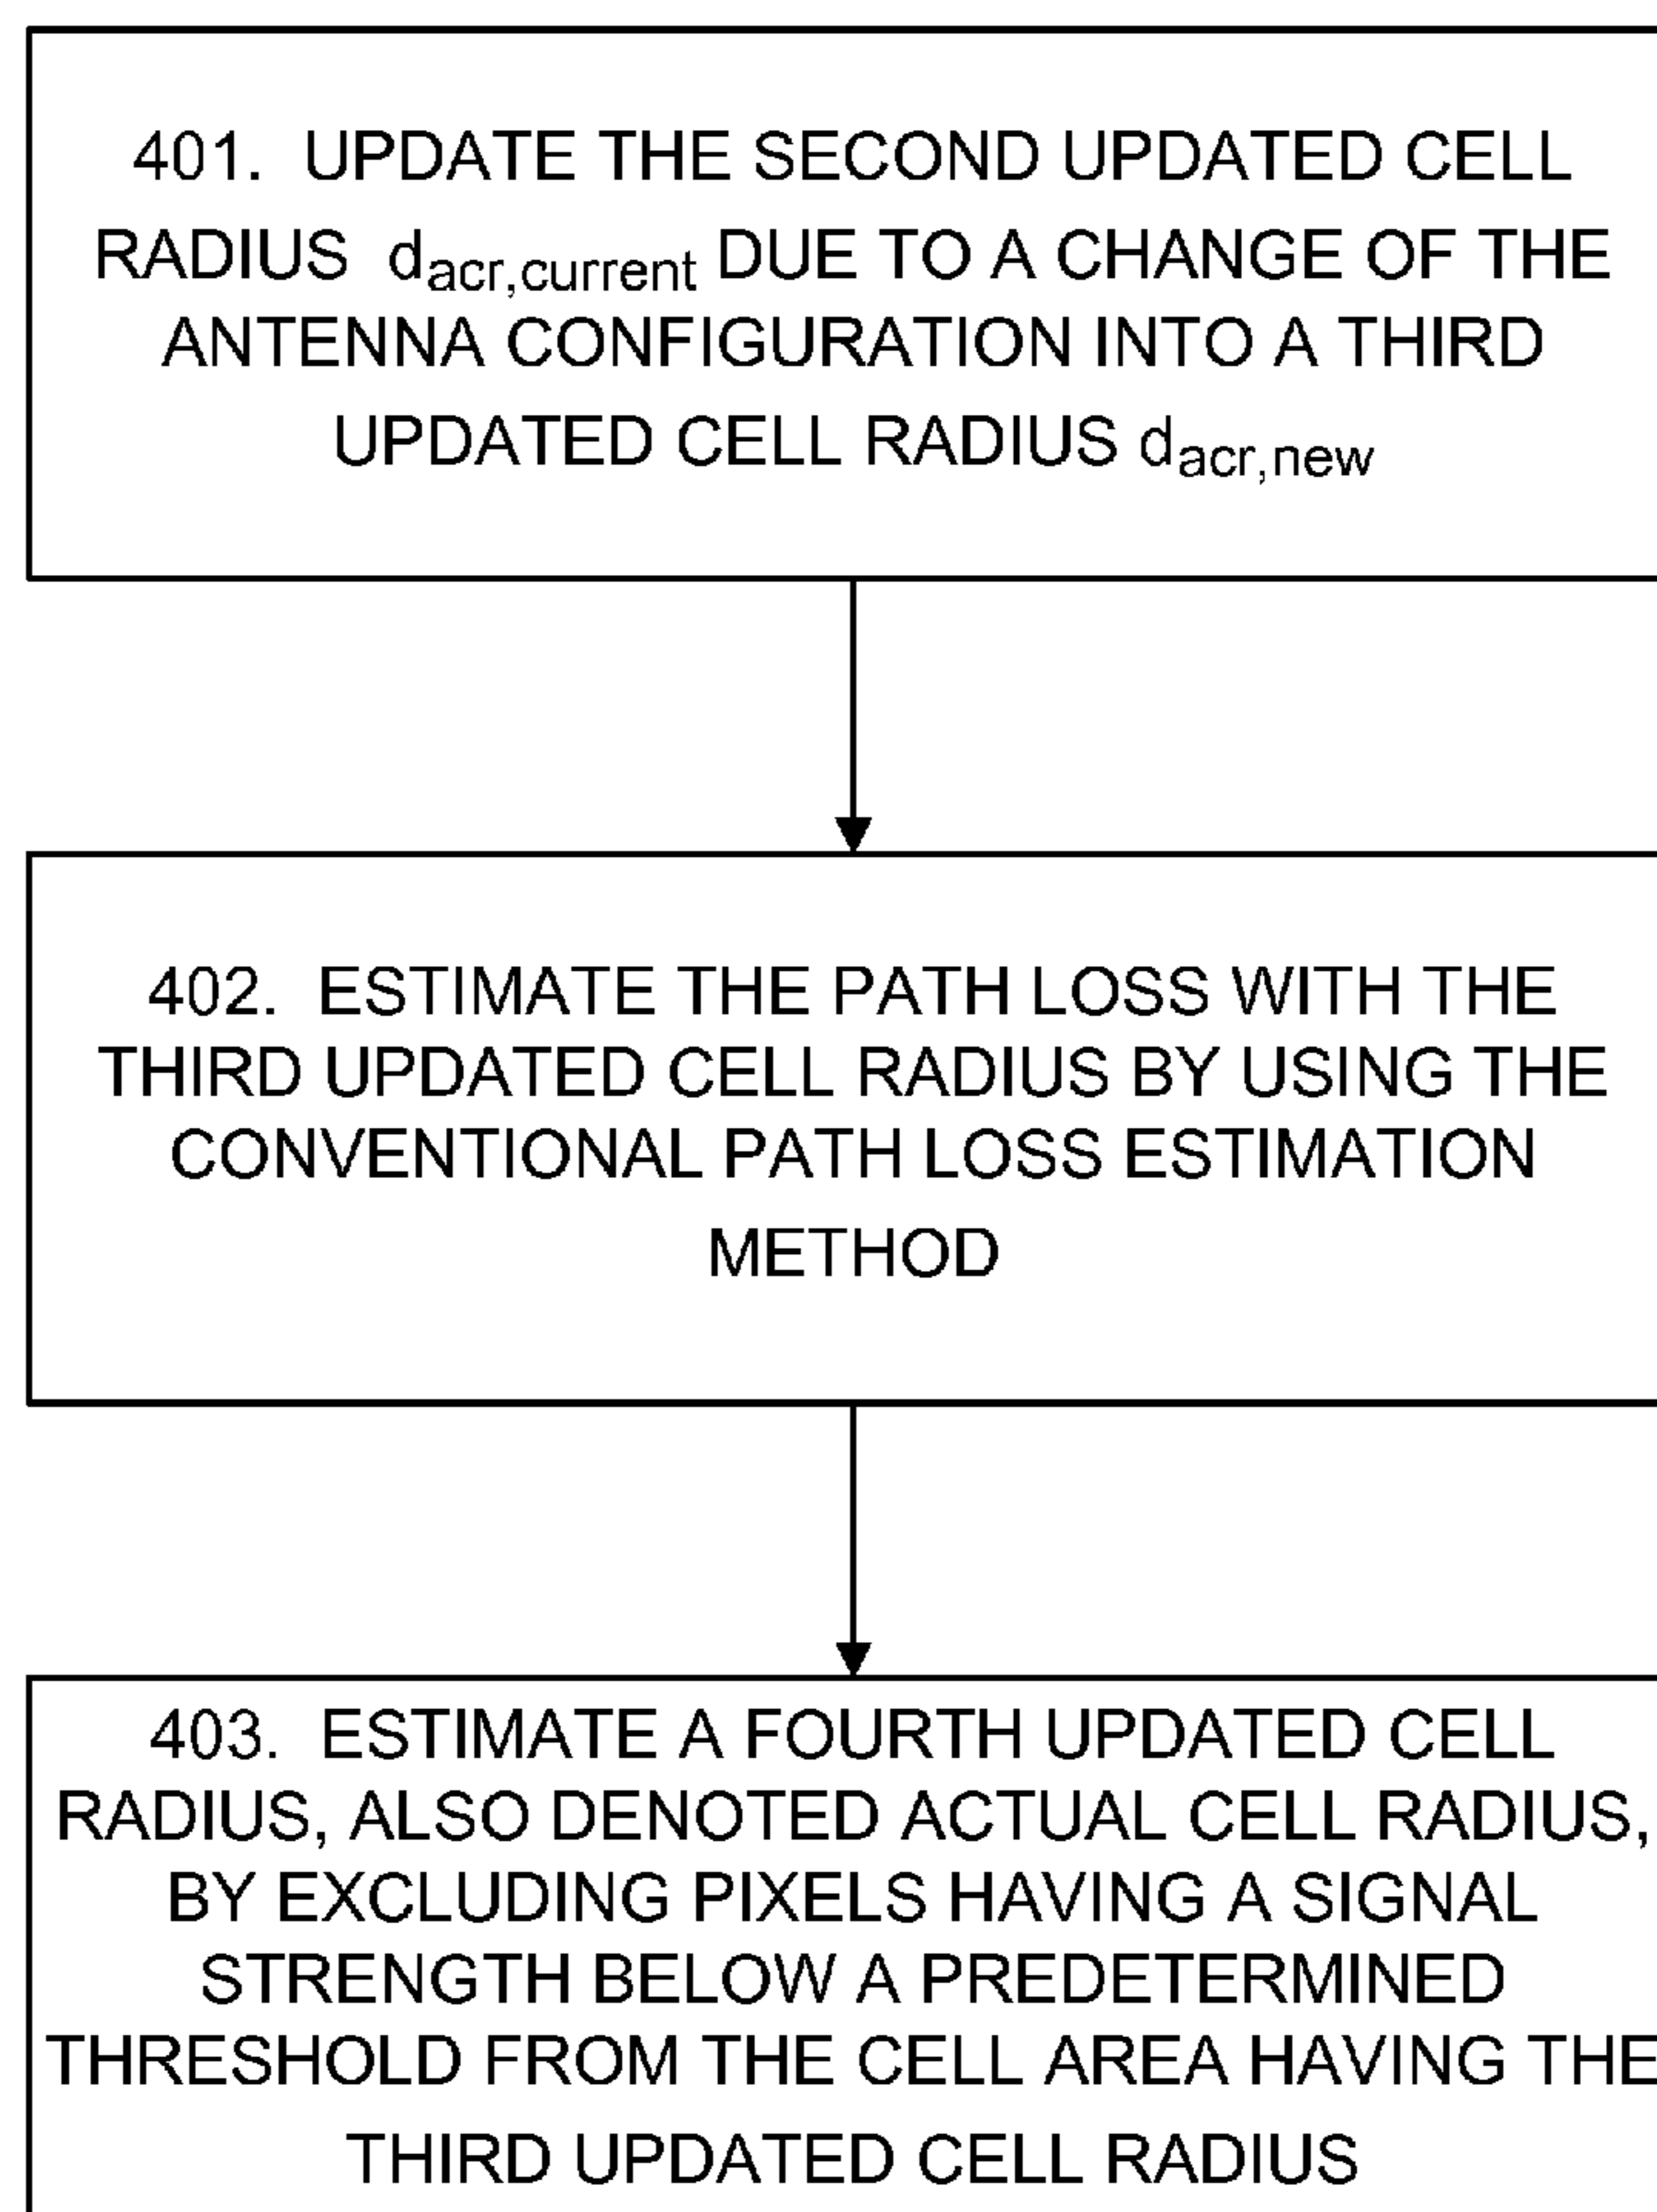 401. UPDATE THE SECOND UPDATED CELL
RADIUS dacr,current DUE TO A CHANGE OF THE
ANTENNA CONFIGURATION INTO A THIRD
UPDATED CELL RADIUS dacr,new
402. ESTIMATE THE PATH LOSS WITH THE
THIRD UPDATED CELL RADIUS BY USING THE
CONVENTIONAL PATH LOSS ESTIMATION
METHOD
403. ESTIMATE A FOURTH UPDATED CELL
RADIUS, ALSO DENOTED ACTUAL CELL RADIUS,
BY EXCLUDING PIXELS HAVING A SIGNAL
STRENGTH BELOW A PREDETERMINED
THRESHOLD FROM THE CELL AREA HAVING THE
THIRD UPDATED CELL RADIUS